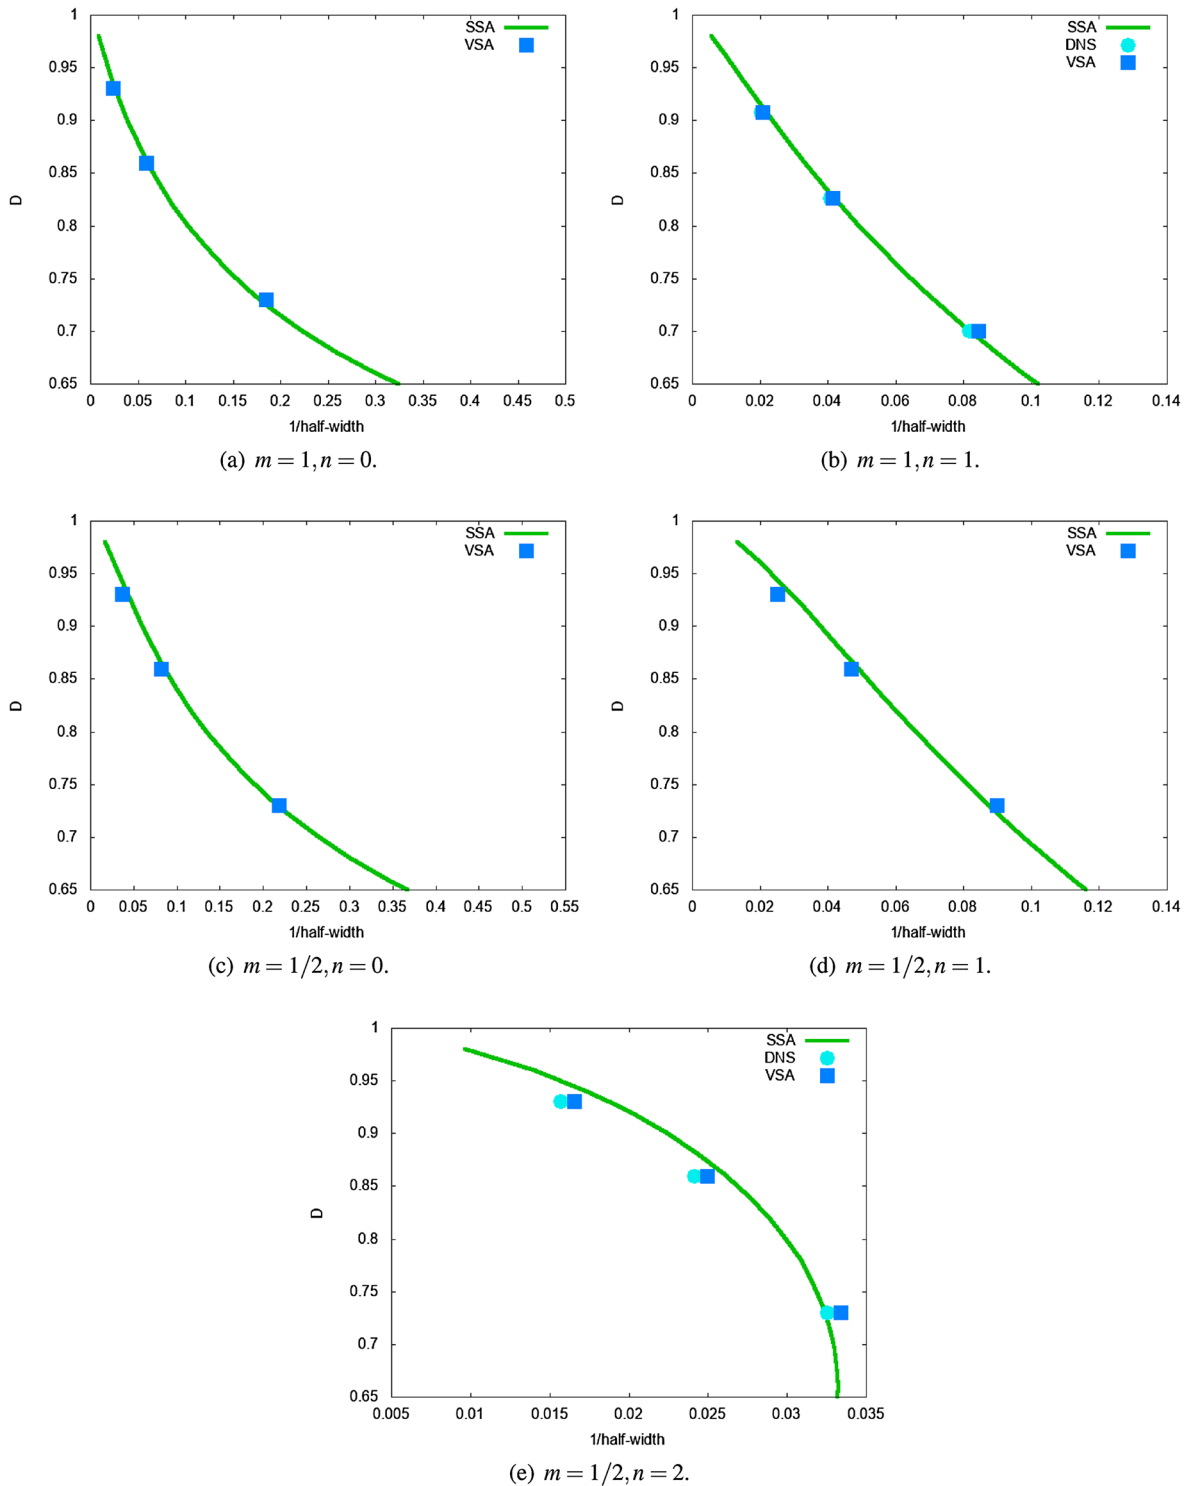 1
0.95
0.9
0.85
0.8
0.75
0.7
0.65
D
SSA
VSA
0 0.05 0.1 0.15 0.2 0.25 0.3 0.35 0.4 0.45 0.5
1/half-width
(a) m = 1, n = 0.
1
0.95
0.9
0.85
0.8
0.75
0.7
0.65
D
SSA
DNS
VSA
0 0.02 0.04 0.06 0.08 0.1 0.12 0.14
1/half-width
(b) m = 1, n = 1.
1
0.95
0.9
0.85
0.8
0.75
0.7
0.65
D
SSA
VSA
0 0.05 0.1 0.15 0.2 0.25 0.3 0.35 0.4 0.45 0.5 0.55
1/half-width
(c) m = 1/2, n = 0.
1
0.95
0.9
0.85
0.8
0.75
0.7
0.65
D
SSA
VSA
0 0.02 0.04 0.06 0.08 0.1 0.12 0.14
1/half-width
(d) m = 1/2, n = 1.
1
0.95
0.9
0.85
0.8
0.75
0.7
0.65
D
SSA
DNS
VSA
0.005 0.01 0.015 0.02 0.025 0.03 0.035
1/half-width
(e) m = 1/2, n = 2.